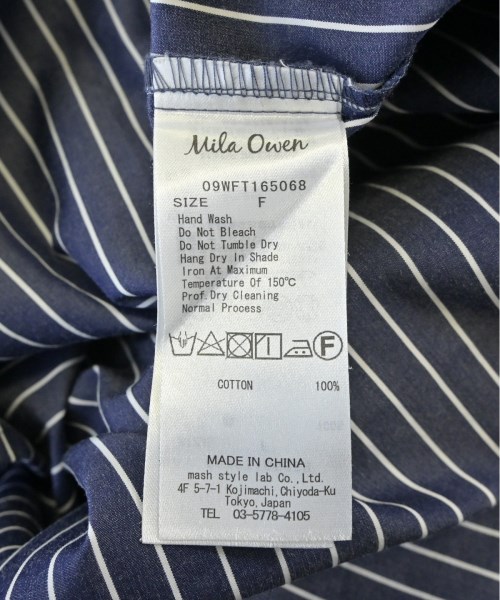 Mila Owen
09WFT165068
SIZE F
Hand Wash
Do Not Bleach
Do Not Tumble Dry
Hang Dry In Shade
Iron At Maximum
Temperature Of 150℃
Prof.Dry Cleaning
Normal Process
F
COTTON 100%
MADE IN CHINA
mash style lab Co.,Ltd.
4F 5-7-1 Kojimachi,Chiyoda-Ku
Tokyo,Japan
TEL 03-5778-4105